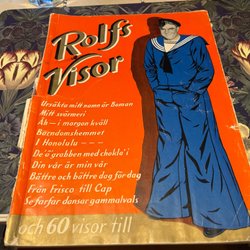 Rolfs
Visor
Ursäkta mitt namn är Boman
Mitt svärmeri
Åh - i morgon kväll
Barndomshemmet
I Honolulu - - -
De' ä' grabben med chokla' i
Din vår är min vår
Bättre och bättre dag för dag
Från Frisco till Cap
Se farfar dansar gammalvals
och 60 visor till